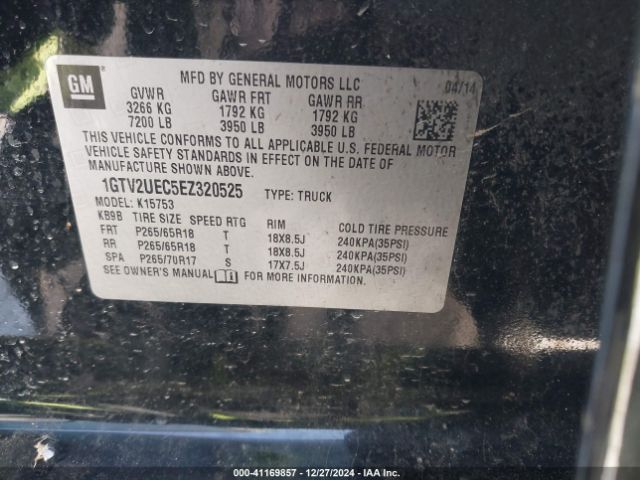 GM
MFD BY GENERAL MOTORS LLC
04/14
GVWR GAWR FRT GAWR RR
3266 KG 1792 KG 1792 KG
7200 LB 3950 LB 3950 LB
THIS VEHICLE CONFORMS TO ALL APPLICABLE U.S. FEDERAL MOTOR
VEHICLE SAFETY STANDARDS IN EFFECT ON THE DATE OF
MANUFACTURE SHOWN ABOVE.
1GTV2UEC5EZ320525 TYPE: TRUCK
MODEL: K15753
KB9B TIRE SIZE SPEED RTG RIM COLD TIRE PRESSURE
FRT P265/65R18 T 18X8.5J 240KPA(35PSI)
RR P265/65R18 T 18X8.5J 240KPA(35PSI)
SPA P265/70R17 S 17X7.5J 240KPA(35PSI)
SEE OWNER'S MANUAL FOR MORE INFORMATION.
000-41169857 - 12/27/2024 - IAA Inc.